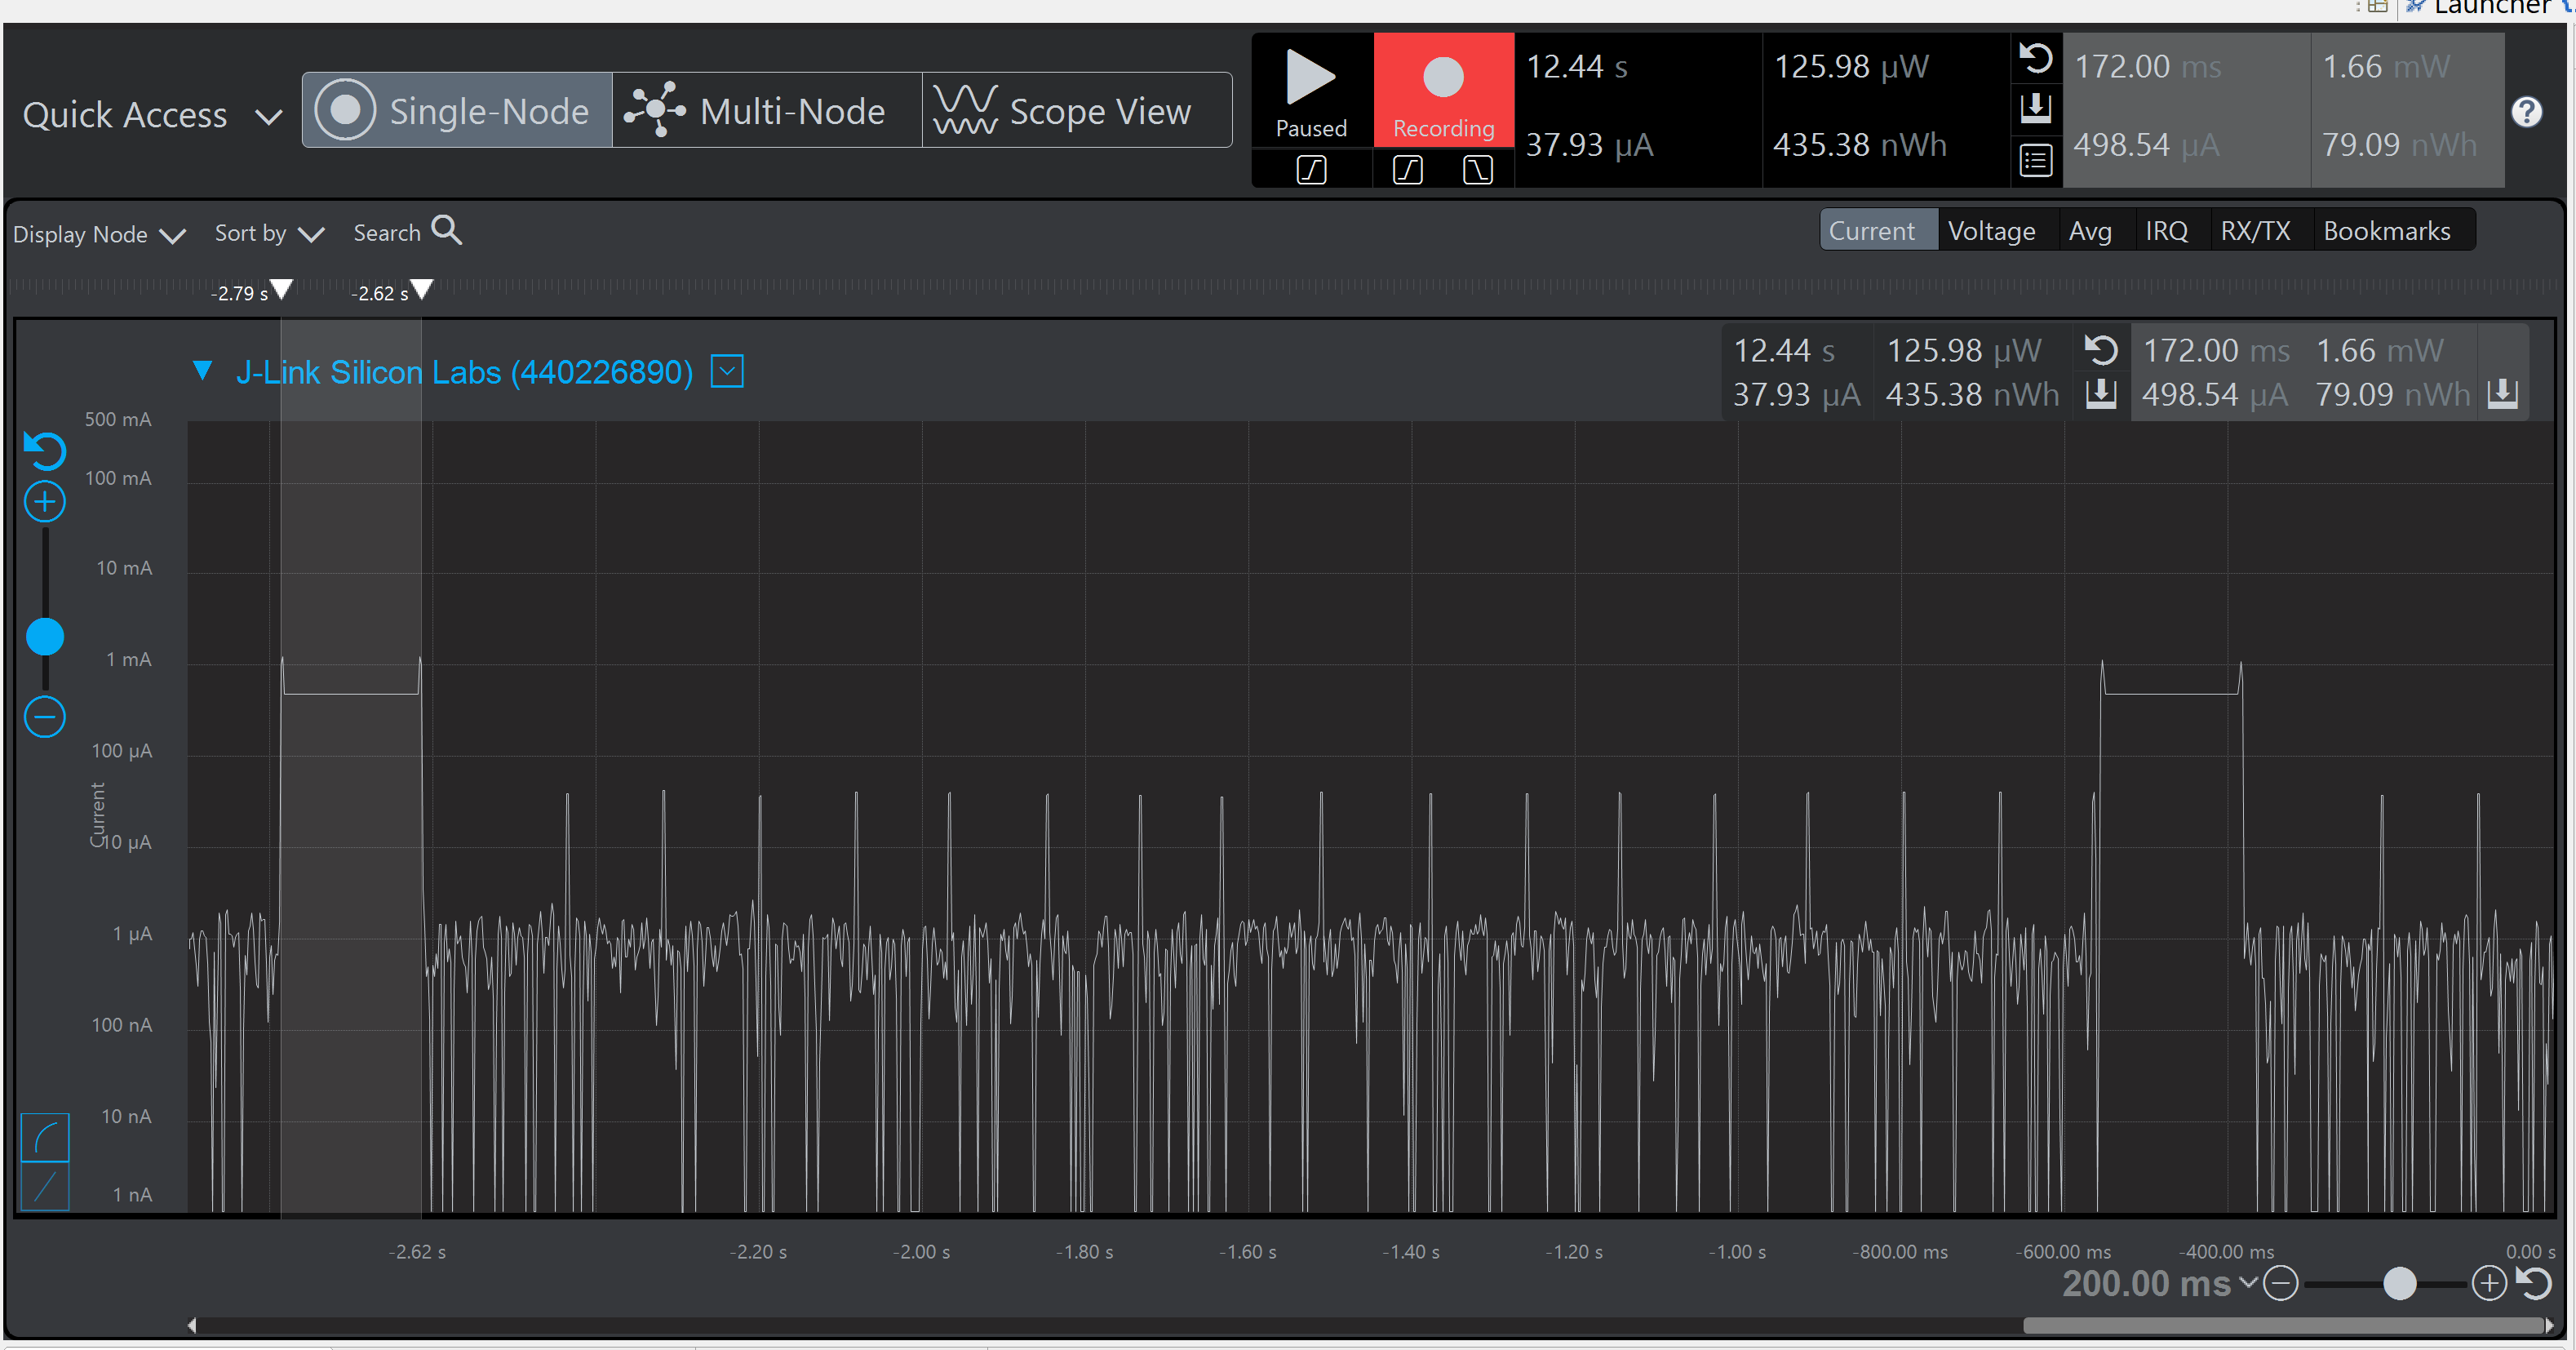 Launcher
Quick Access
Single-Node
Multi-Node
Scope View
Paused
Recording
12.44 s
125.98 µW
37.93 µA
435.38 nWh
172.00 ms
1.66 mW
498.54 µA
79.09 nWh
?
Display Node
Sort by
Search
Current
Voltage
Avg
IRQ
RX/TX
Bookmarks
-2.79 s
-2.62 s
J-Link Silicon Labs (440226890)
12.44 s 125.98 µW
37.93 µA 435.38 nWh
172.00 ms 1.66 mW
498.54 µA 79.09 nWh
500 mA
100 mA
10 mA
1 mA
100 µA
10 µA
1 µA
100 nA
10 nA
1 nA
Current
-2.62 s
-2.20 s
-2.00 s
-1.80 s
-1.60 s
-1.40 s
-1.20 s
-1.00 s
-800.00 ms
-600.00 ms
-400.00 ms
0.00 s
200.00 ms